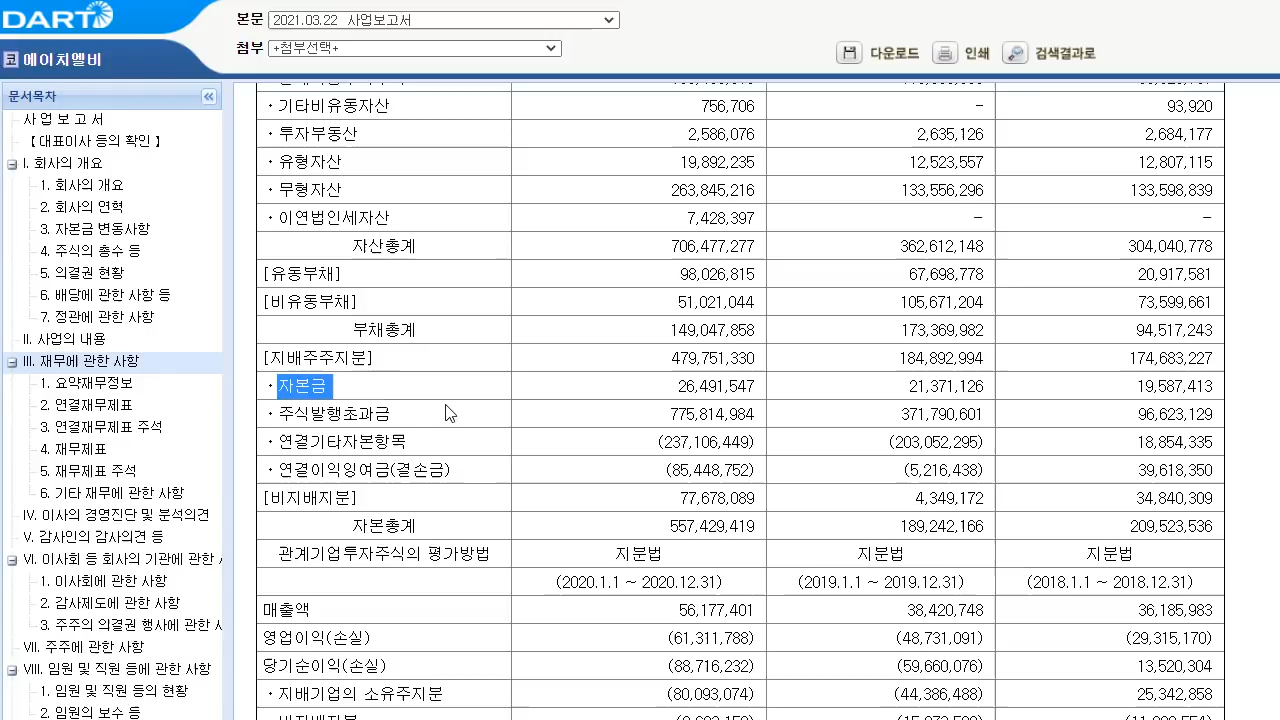 DART
본문 2021.03.22 사업보고서
첨부 +첨부선택+
다운로드 인쇄 검색결과로
코 에이치엘비
문서목차
사 업 보 고 서
【 대표이사 등의 확인 】
I. 회사의 개요
1. 회사의 개요
2. 회사의 연혁
3. 자본금 변동사항
4. 주식의 총수 등
5. 의결권 현황
6. 배당에 관한 사항 등
7. 정관에 관한 사항
II. 사업의 내용
III. 재무에 관한 사항
1. 요약재무정보
2. 연결재무제표
3. 연결재무제표 주석
4. 재무제표
5. 재무제표 주석
6. 기타 재무에 관한 사항
IV. 이사의 경영진단 및 분석의견
V. 감사인의 감사의견 등
VI. 이사회 등 회사의 기관에 관한
1. 이사회에 관한 사항
2. 감사제도에 관한 사항
3. 주주의 의결권 행사에 관한
VII. 주주에 관한 사항
VIII. 임원 및 직원 등에 관한 사항
1. 임원 및 직원 등의 현황
2. 임원의 보수 등
ㆍ기타비유동자산 756,706 - 93,920
ㆍ투자부동산 2,586,076 2,635,126 2,684,177
ㆍ유형자산 19,892,235 12,523,557 12,807,115
ㆍ무형자산 263,845,216 133,556,296 133,598,839
ㆍ이연법인세자산 7,428,397 - -
자산총계 706,477,277 362,612,148 304,040,778
[유동부채] 98,026,815 67,698,778 20,917,581
[비유동부채] 51,021,044 105,671,204 73,599,661
부채총계 149,047,858 173,369,982 94,517,243
[지배주주지분] 479,751,330 184,892,994 174,683,227
ㆍ자본금 26,491,547 21,371,126 19,587,413
ㆍ주식발행초과금 775,814,984 371,790,601 96,623,129
ㆍ연결기타자본항목 (237,106,449) (203,052,295) 18,854,335
ㆍ연결이익잉여금(결손금) (85,448,752) (5,216,438) 39,618,350
[비지배지분] 77,678,089 4,349,172 34,840,309
자본총계 557,429,419 189,242,166 209,523,536
관계기업투자주식의 평가방법 지분법 지분법 지분법
(2020.1.1 ~ 2020.12.31) (2019.1.1 ~ 2019.12.31) (2018.1.1 ~ 2018.12.31)
매출액 56,177,401 38,420,748 36,185,983
영업이익(손실) (61,311,788) (48,731,091) (29,315,170)
당기순이익(손실) (88,716,232) (59,660,076) 13,520,304
ㆍ지배기업의 소유주지분 (80,093,074) (44,386,488) 25,342,858